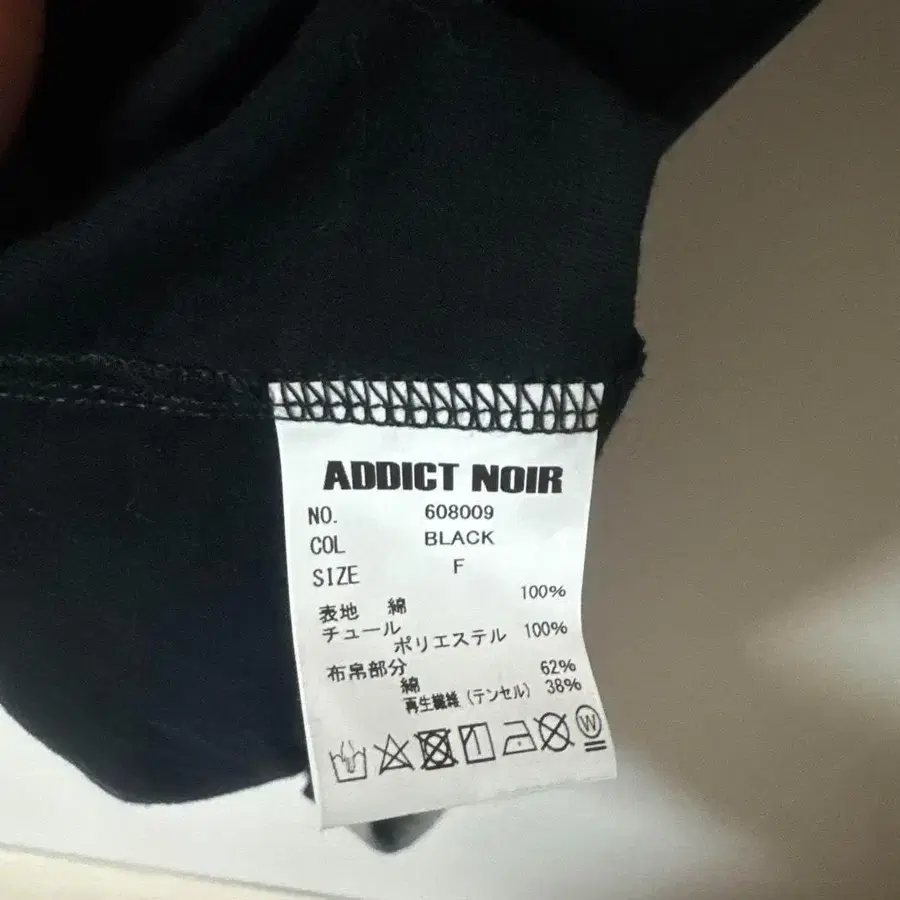 ADDICT NOIR
NO. 608009
COL BLACK
SIZE F
表地 綿 100%
チュール
ポリエステル 100%
布帛部分
綿 62%
再生繊維(テンセル) 38%
W